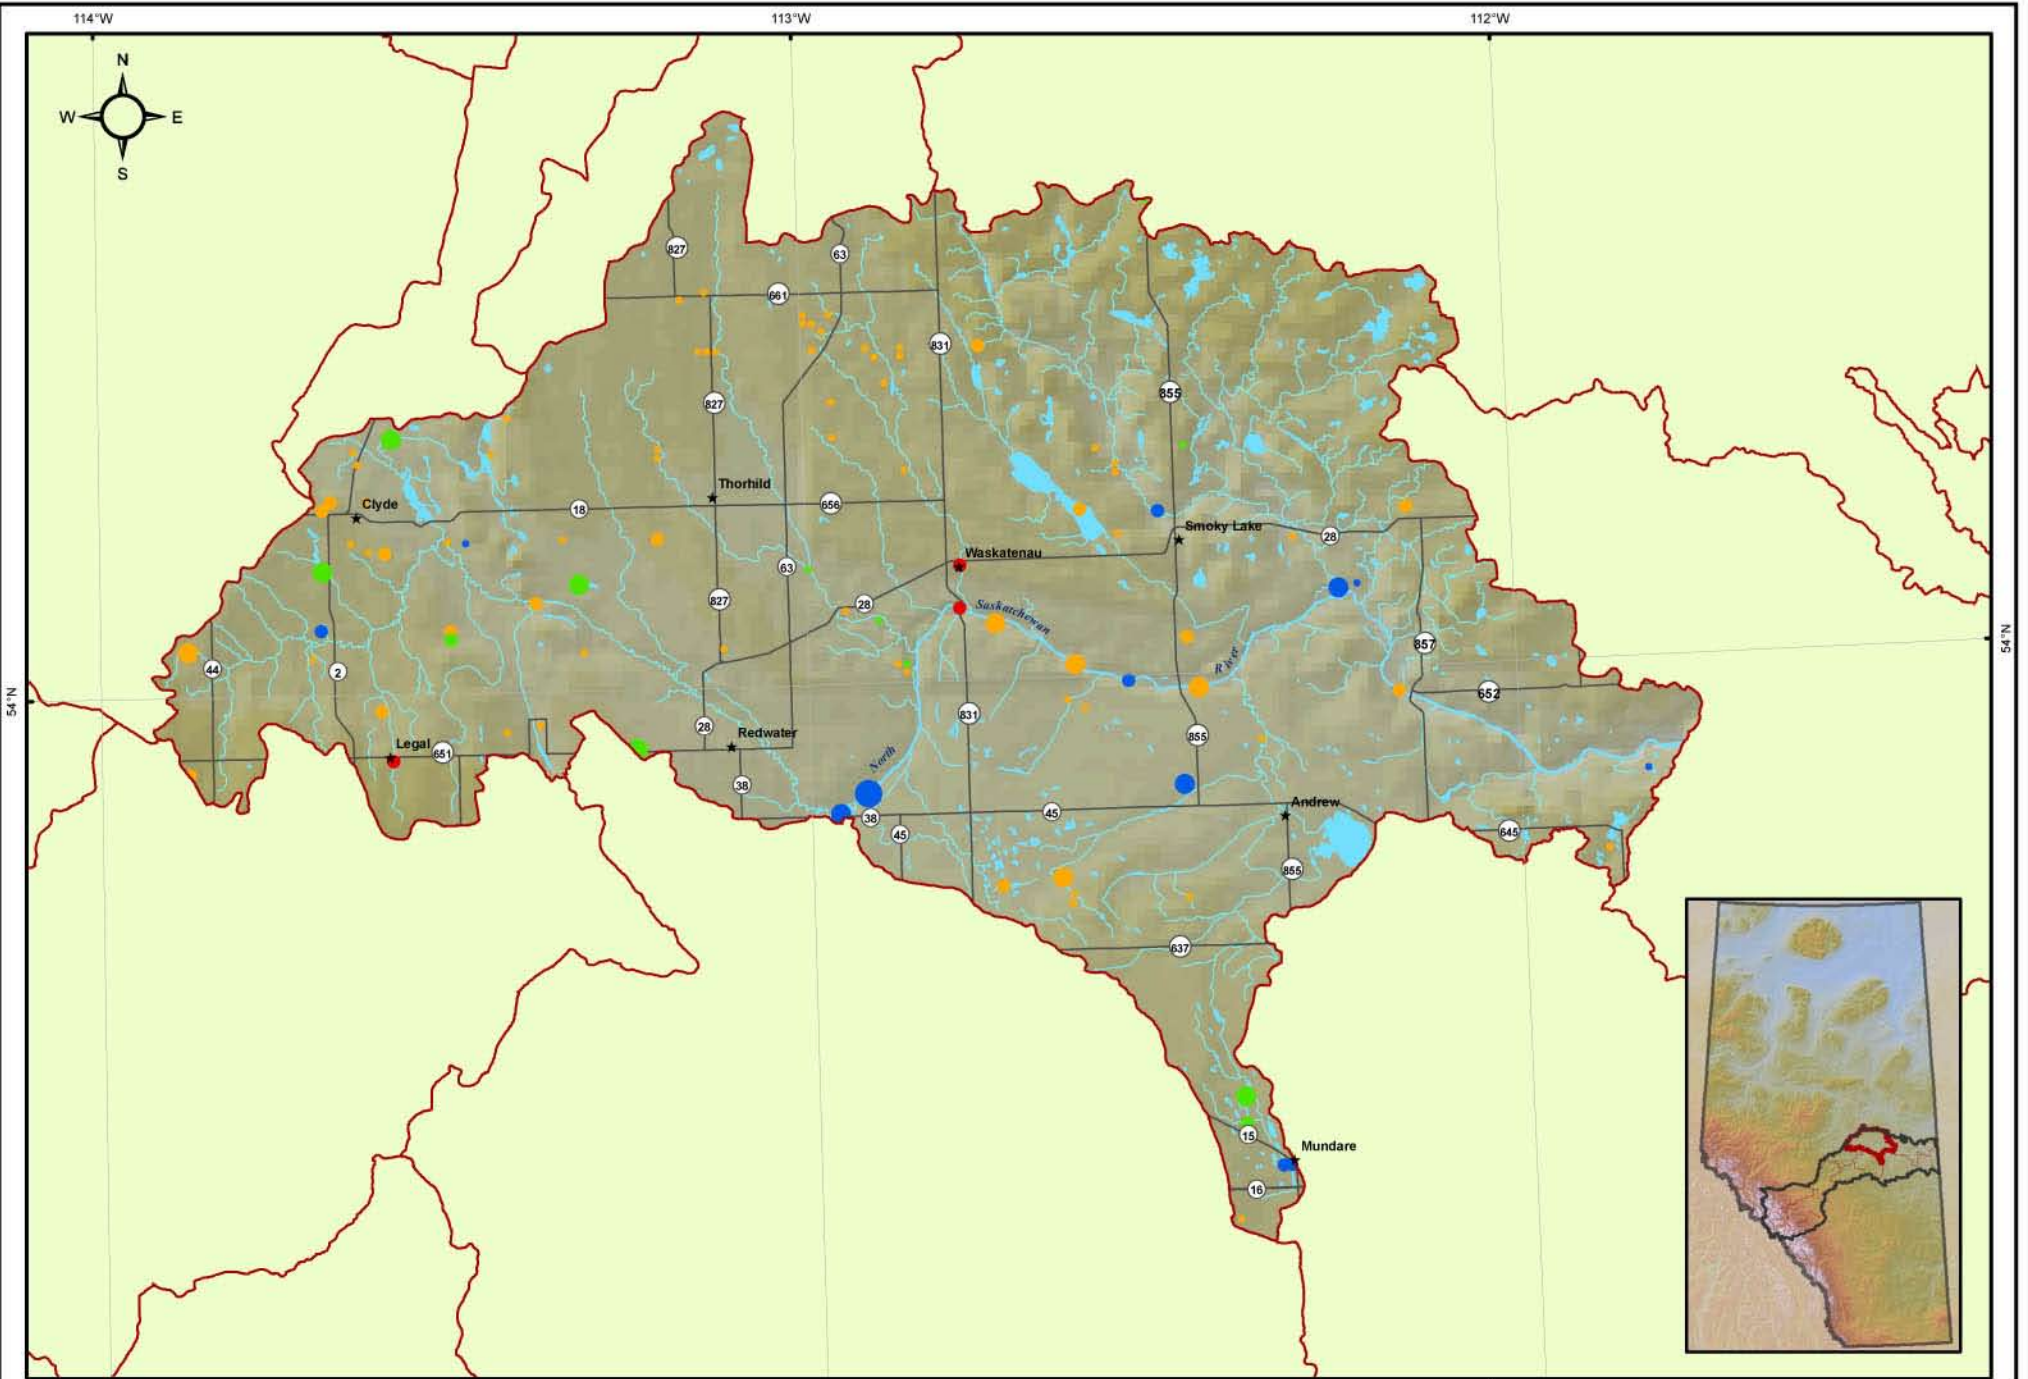 114°W
113°W
112°W
N
W E
S
827
63
661
831
855
827
Thorhild
Clyde
18
656
Smoky Lake
28
Waskatenau
63
827
28
Saskatchewan
54°N
857
River
44
2
652
54°N
831
28
Redwater
855
Legal
651
North
38
Andrew
45
38
45
645
855
637
15
Mundare
16